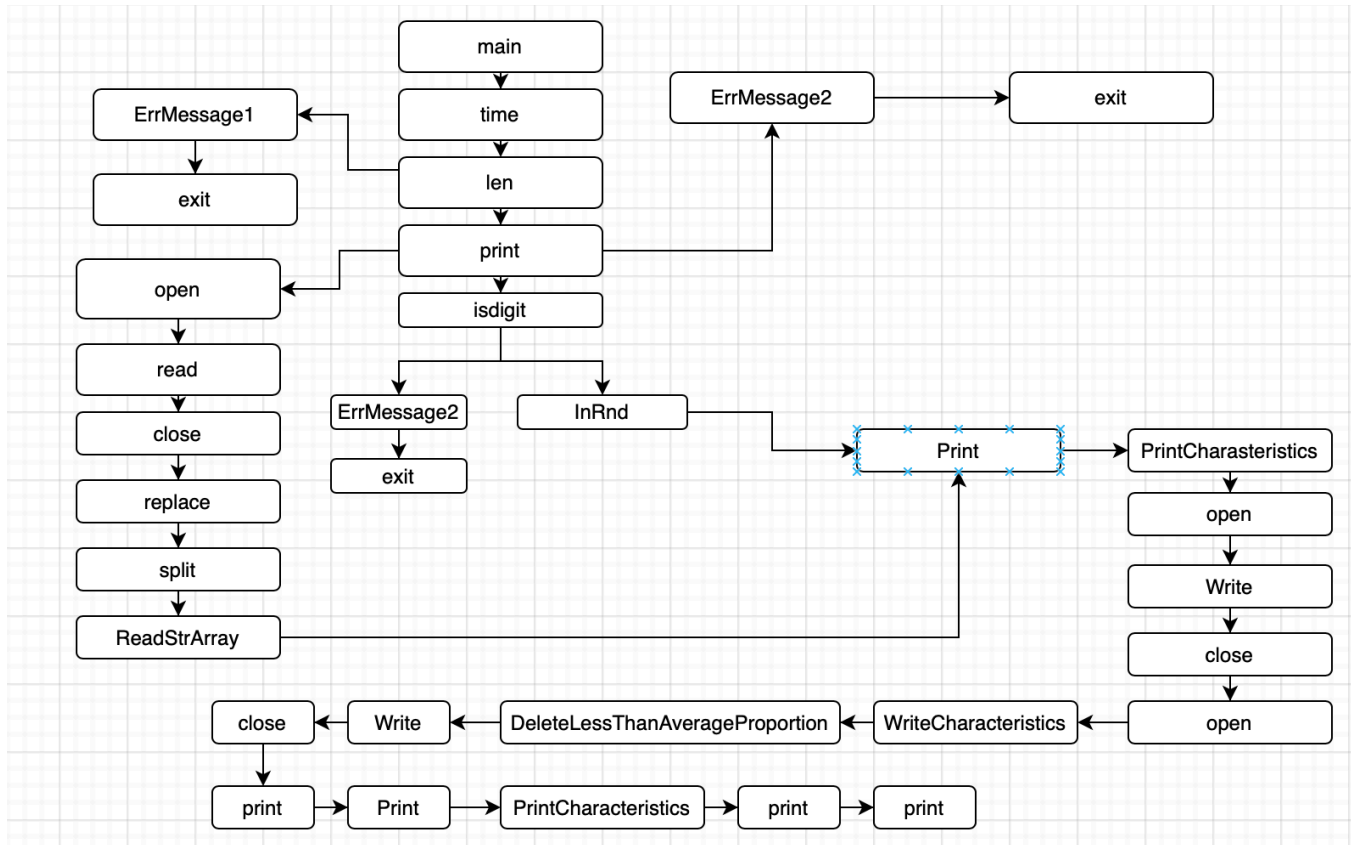 main
ErrMessage2
exit
ErrMessage1
time
len
exit
print
open
isdigit
read
ErrMessage2
InRnd
close
Print
PrintCharasteristics
exit
replace
open
split
Write
ReadStrArray
close
close
Write
DeleteLessThanAverageProportion
WriteCharacteristics
open
print
Print
PrintCharacteristics
print
print